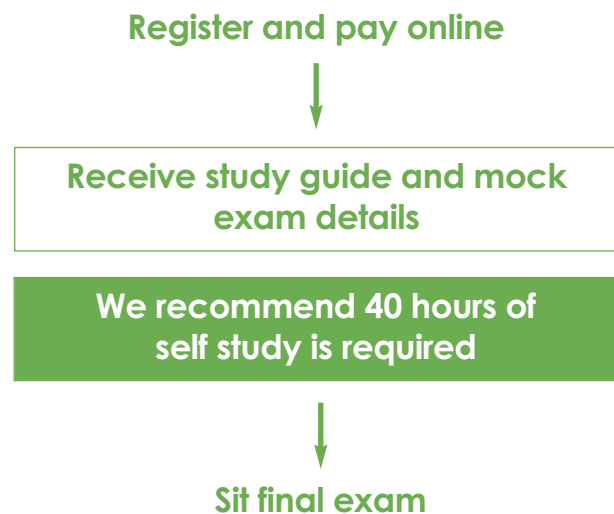 Register and pay online
Receive study guide and mock
exam details
We recommend 40 hours of
self study is required
Sit final exam